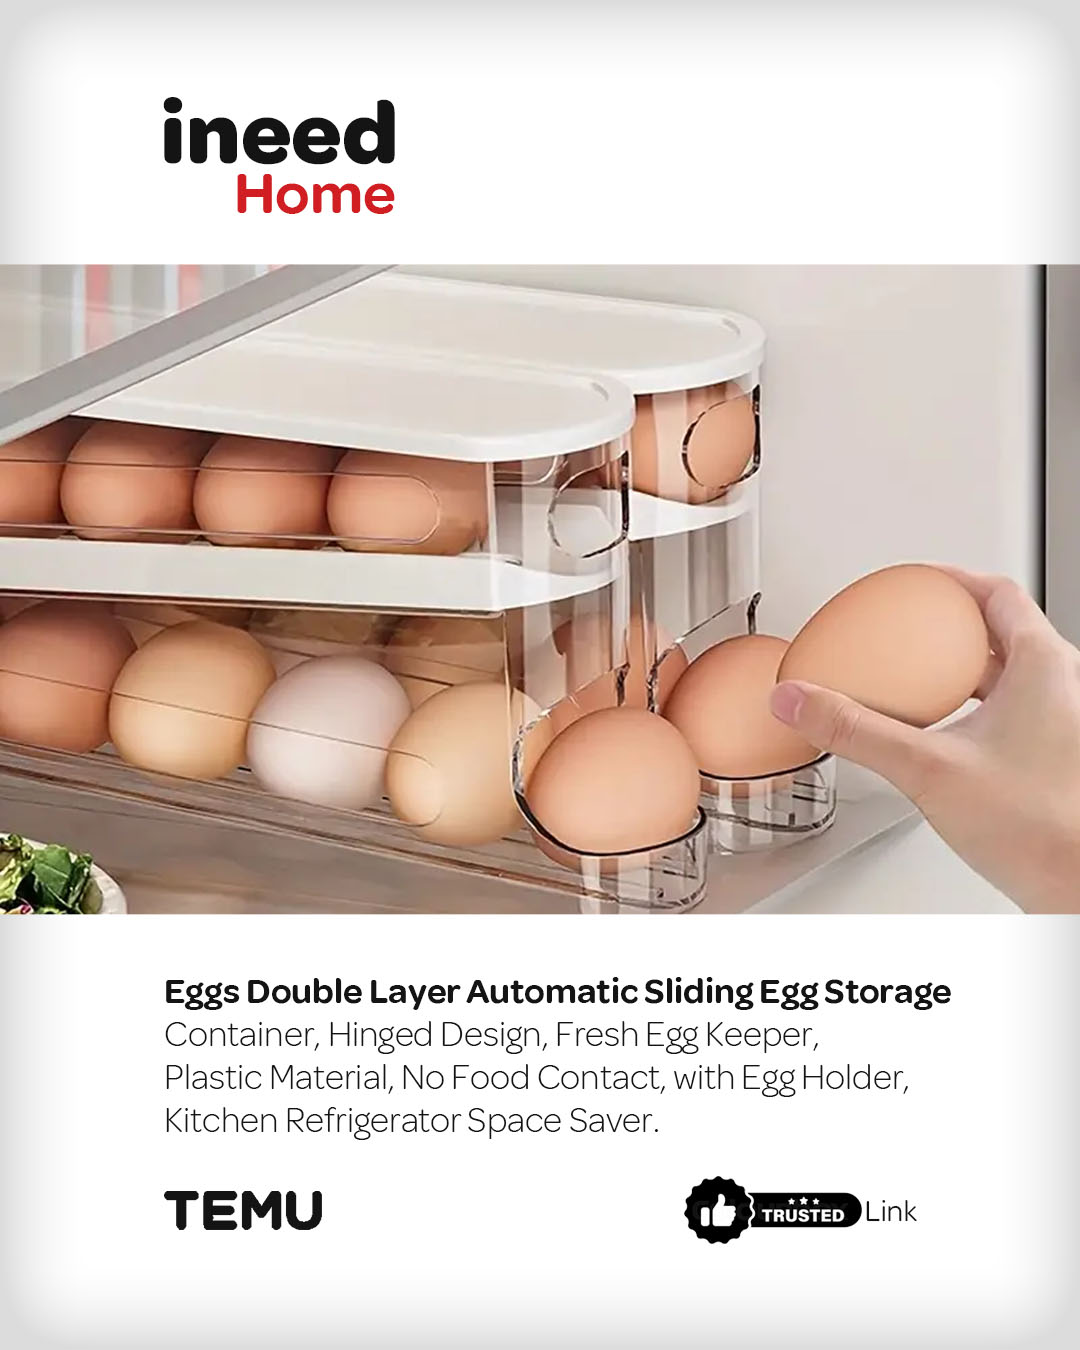 ineed
Home
Eggs Double Layer Automatic Sliding Egg Storage
Container, Hinged Design, Fresh Egg Keeper,
Plastic Material, No Food Contact, with Egg Holder,
Kitchen Refrigerator Space Saver.
TEMU
TRUSTED Link